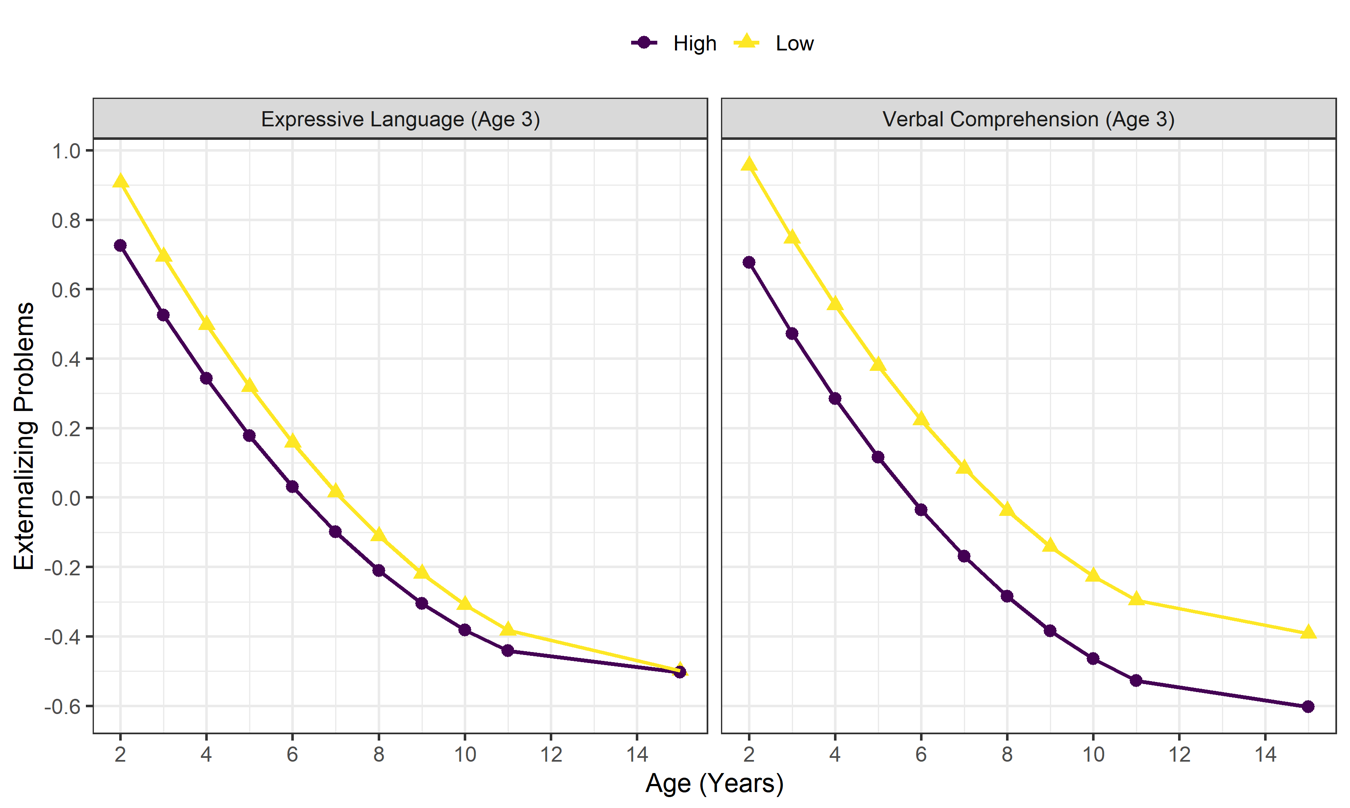 High Low
Expressive Language (Age 3) Verbal Comprehension (Age 3)
Externalizing Problems
1.0
0.8
0.6
0.4
0.2
0.0
-0.2
-0.4
-0.6
2 4 6 8 10 12 14 2 4 6 8 10 12 14
Age (Years)